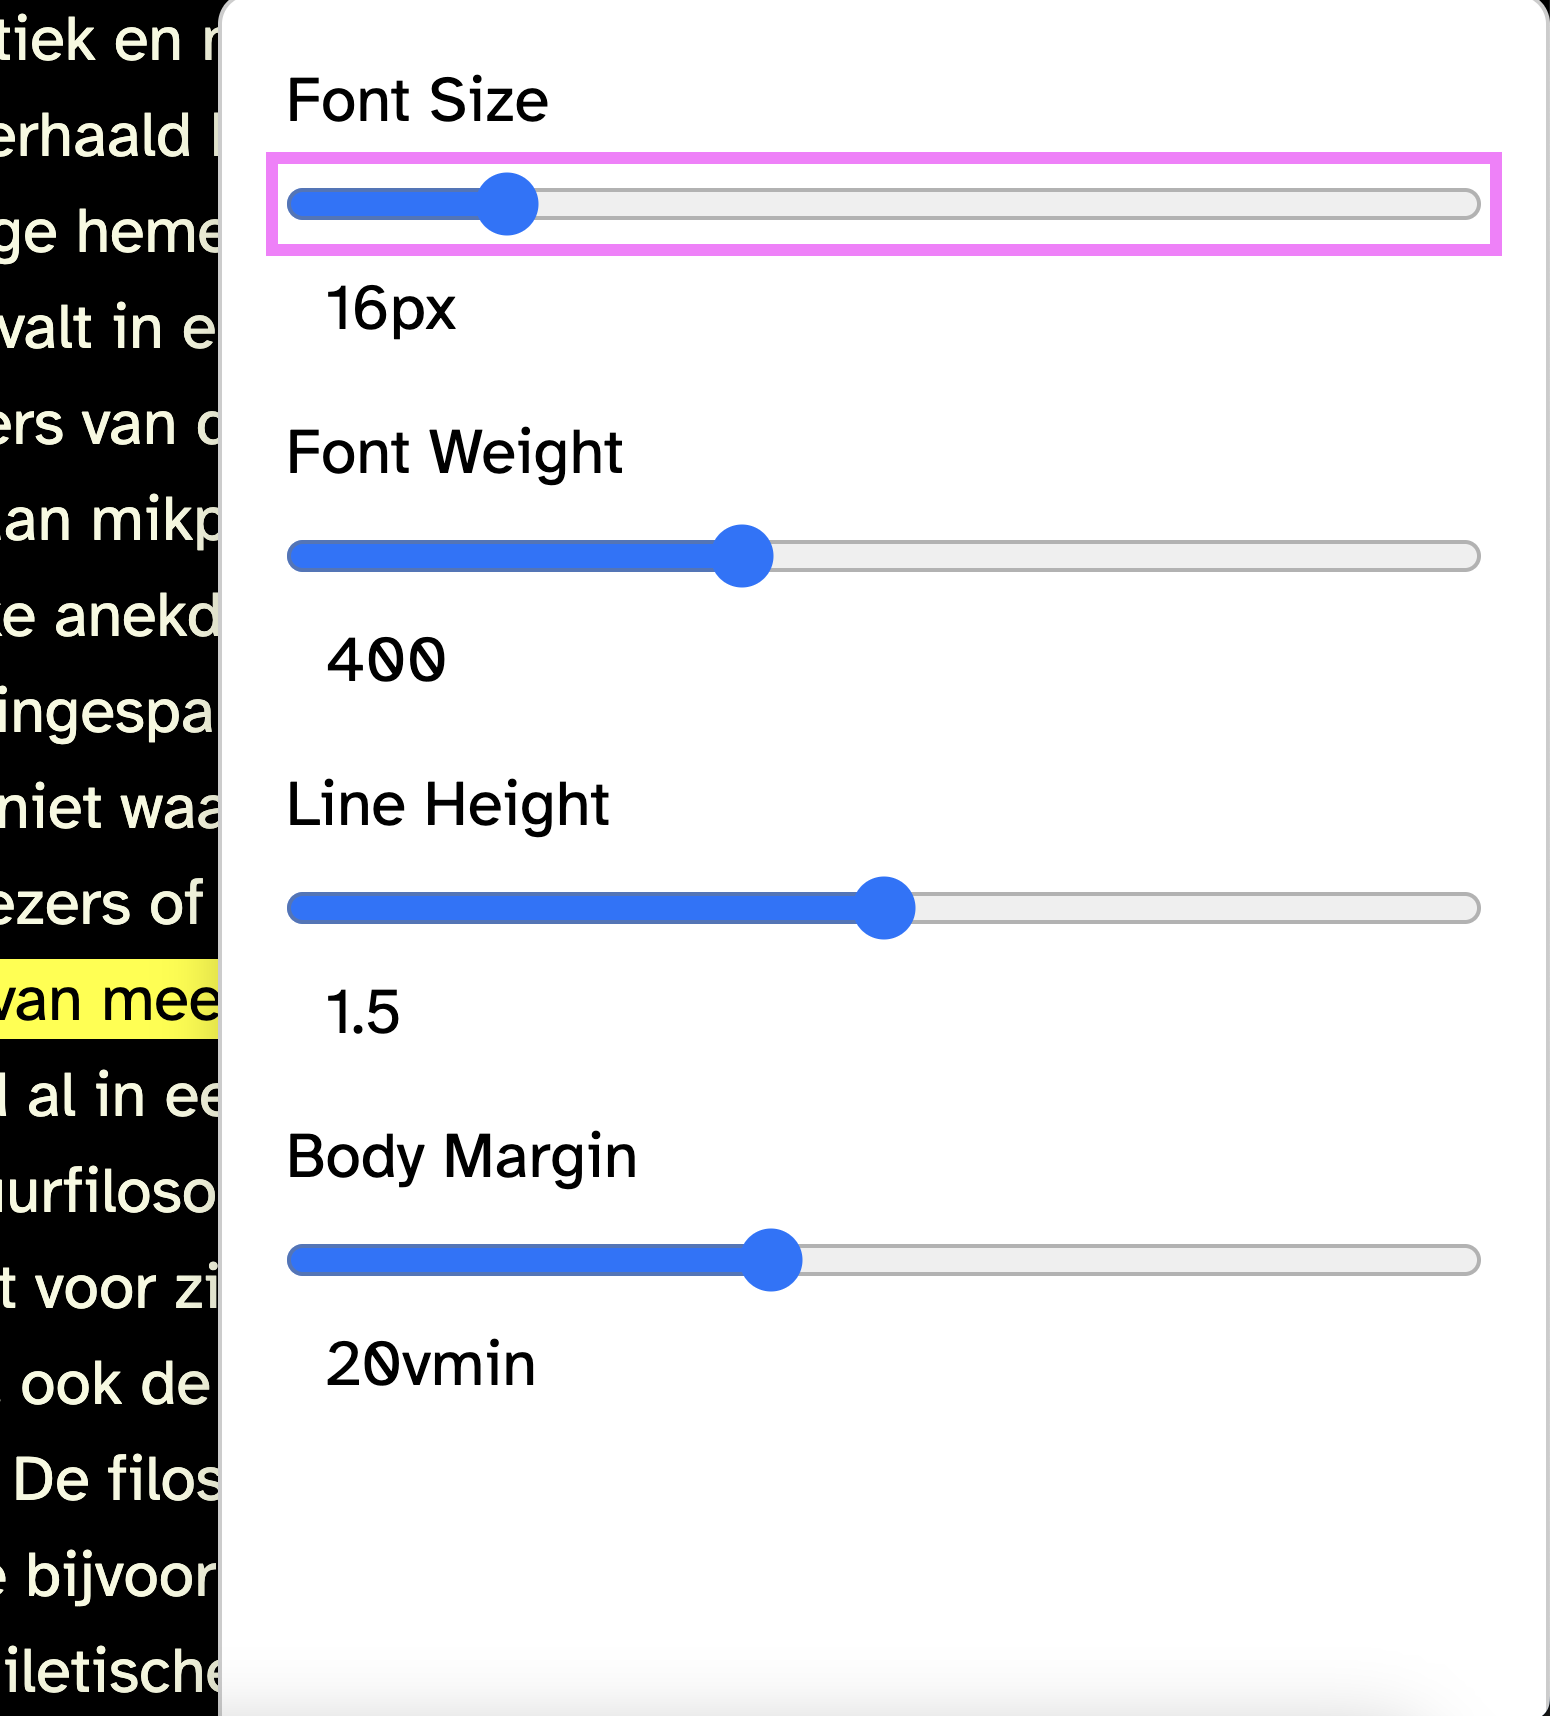 tiek en
erhaald
ge heme
valt in e
ers van
an mikp
ke anekd
ingespa
niet waa
ezers of
van mee
al in ee
urfiloso
t voor zi
ook de
De filos
bijvoor
iletische
Font Size
16px
Font Weight
400
Line Height
1.5
Body Margin
20vmin